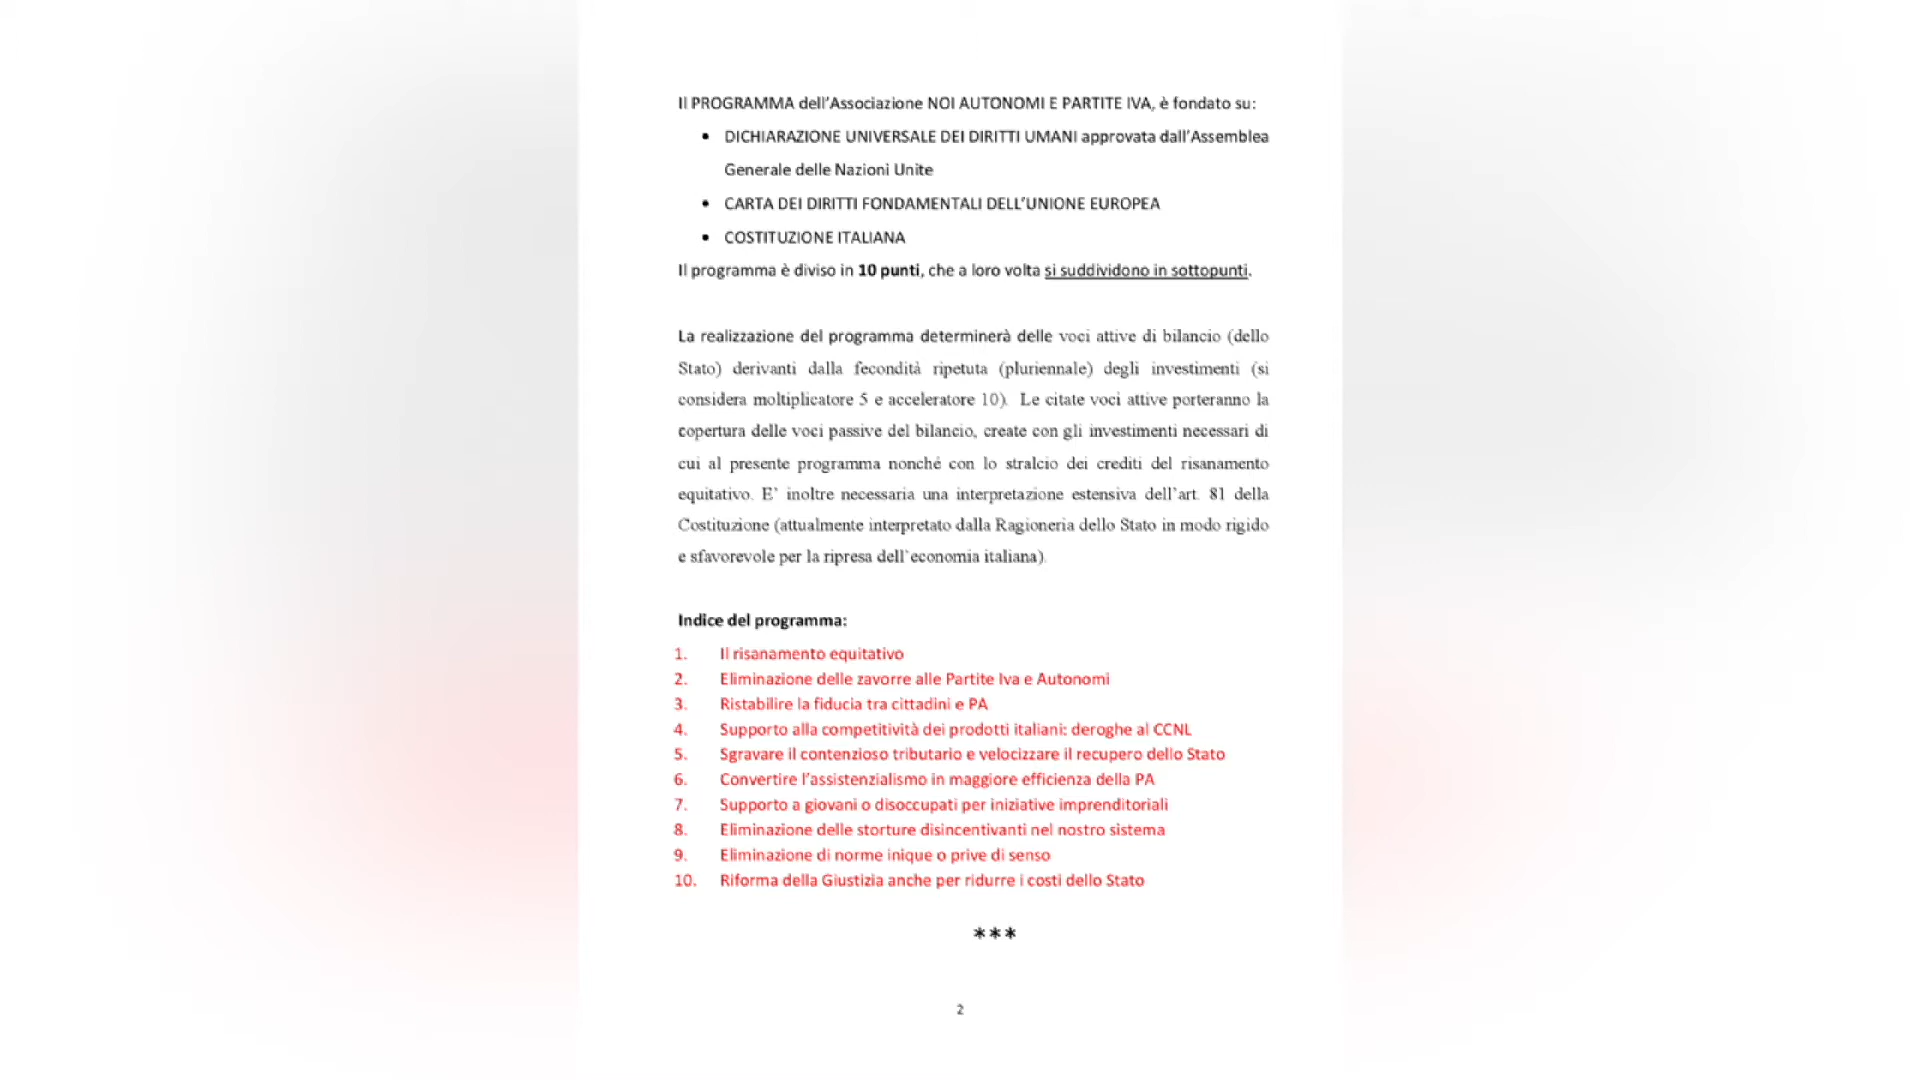 Il PROGRAMMA dell'Associazione NOI AUTONOMI E PARTITE IVA, è fondato su:
• DICHIARAZIONE UNIVERSALE DEI DIRITTI UMANI approvata dall'Assemblea
Generale delle Nazioni Unite
• CARTA DEI DIRITTI FONDAMENTALI DELL'UNIONE EUROPEA
• COSTITUZIONE ITALIANA
Il programma è diviso in 10 punti, che a loro volta si suddividono in sottopunti.
La realizzazione del programma determinerà delle voci attive di bilancio (dello
Stato) derivanti dalla fecondità ripetuta (pluriennale) degli investimenti (si
considera moltiplicatore 5 e acceleratore 10). Le citate voci attive porteranno la
copertura delle voci passive del bilancio, create con gli investimenti necessari di
cui al presente programma nonché con lo stralcio dei crediti del risanamento
equitativo. E' inoltre necessaria una interpretazione estensiva dell'art. 81 della
Costituzione (attualmente interpretato dalla Ragioneria dello Stato in modo rigido
e sfavorevole per la ripresa dell'economia italiana).
Indice del programma:
1. Il risanamento equitativo
2. Eliminazione delle zavorre alle Partite Iva e Autonomi
3. Ristabilire la fiducia tra cittadini e PA
4. Supporto alla competitività dei prodotti italiani: deroghe al CCNL
5. Sgravare il contenzioso tributario e velocizzare il recupero dello Stato
6. Convertire l'assistenzialismo in maggiore efficienza della PA
7. Supporto a giovani o disoccupati per iniziative imprenditoriali
8. Eliminazione delle storture disincentivanti nel nostro sistema
9. Eliminazione di norme inique o prive di senso
10. Riforma della Giustizia anche per ridurre i costi dello Stato
***
2